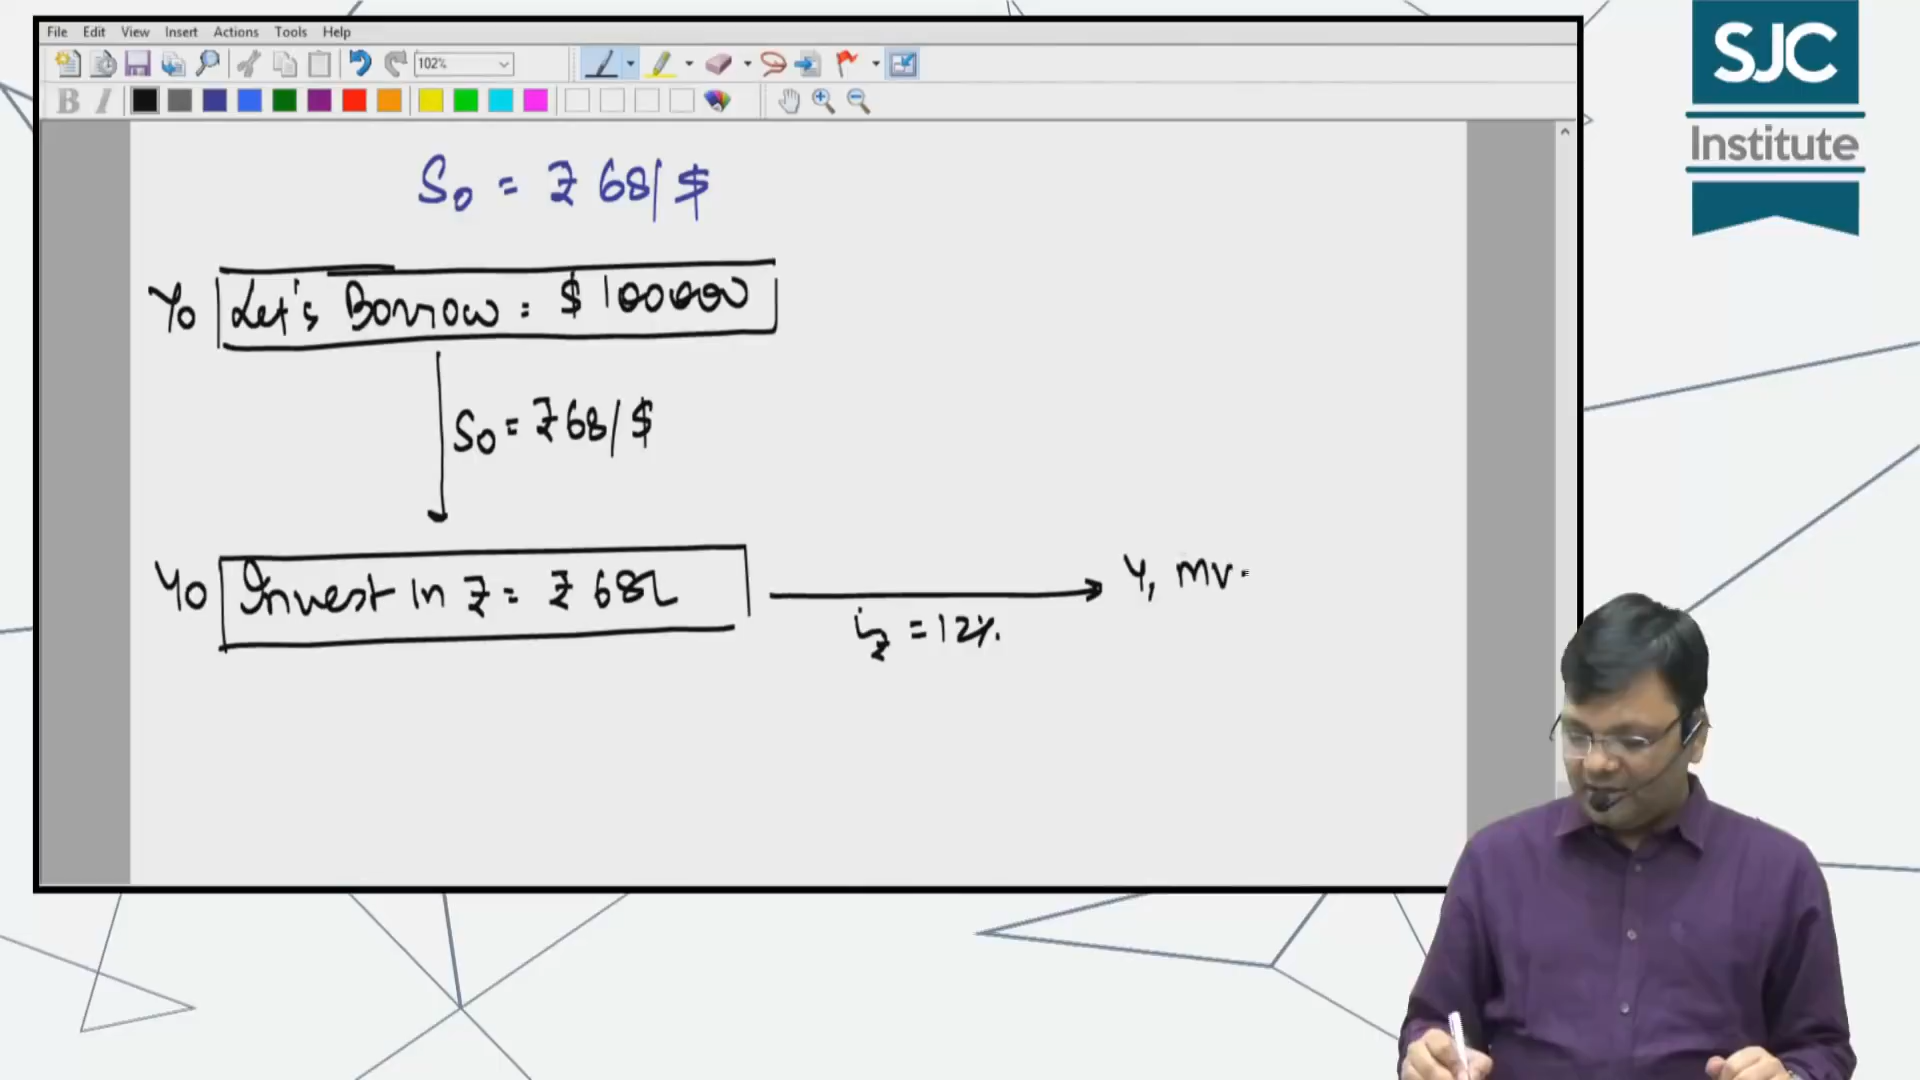 File Edit View Insert Actions Tools Help
102%
B I
SJC
Institute
S0 = ₹ 68/$
Y0 Let's Borrow = $ 100000
S0 = ₹68/$
Y0 Invest in ₹ = ₹ 68L
i₹ = 12%
Y1 MV=